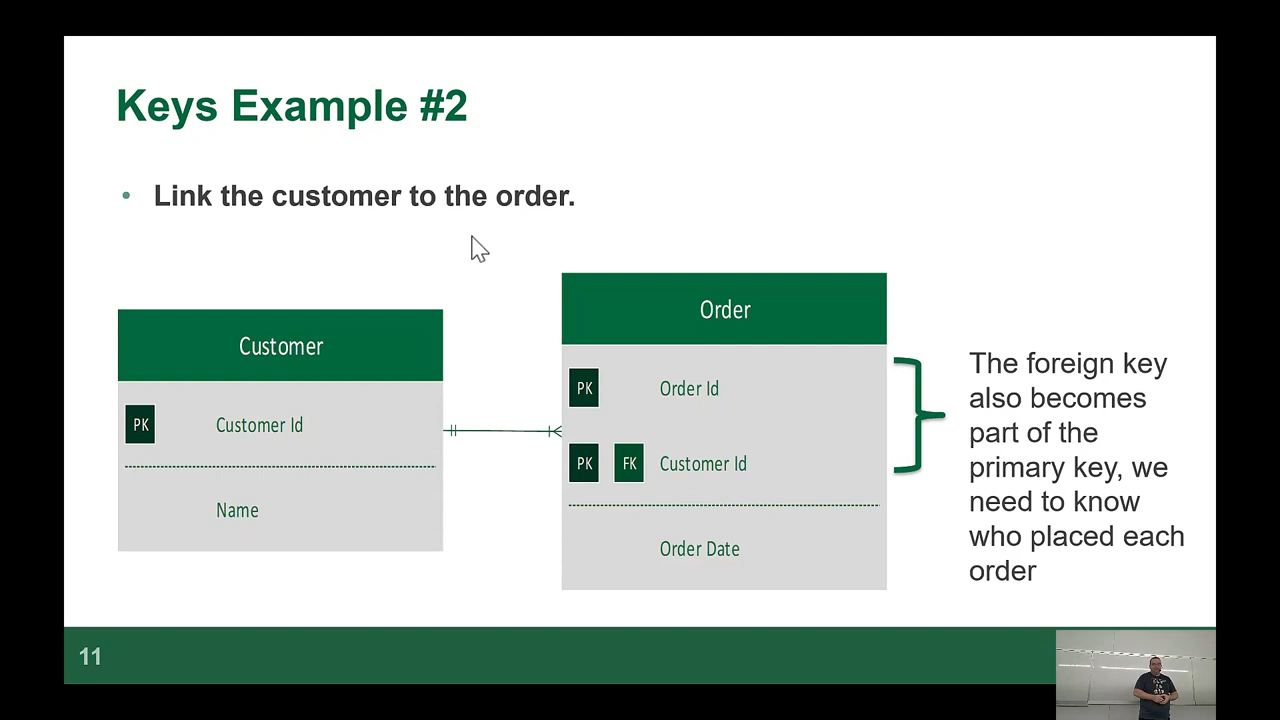 Keys Example #2
• Link the customer to the order.
Customer
PK Customer Id
Name
Order
PK Order Id
PK FK Customer Id
Order Date
The foreign key
also becomes
part of the
primary key, we
need to know
who placed each
order
11